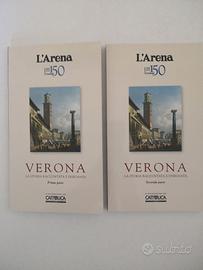 L'Arena
150
VERONA
LA STORIA RACCONTATA E DISEGNATA
Prima parte
CATTOLICA
L'Arena
150
VERONA
LA STORIA RACCONTATA E DISEGNATA
Seconda parte
CATTOLICA
subito